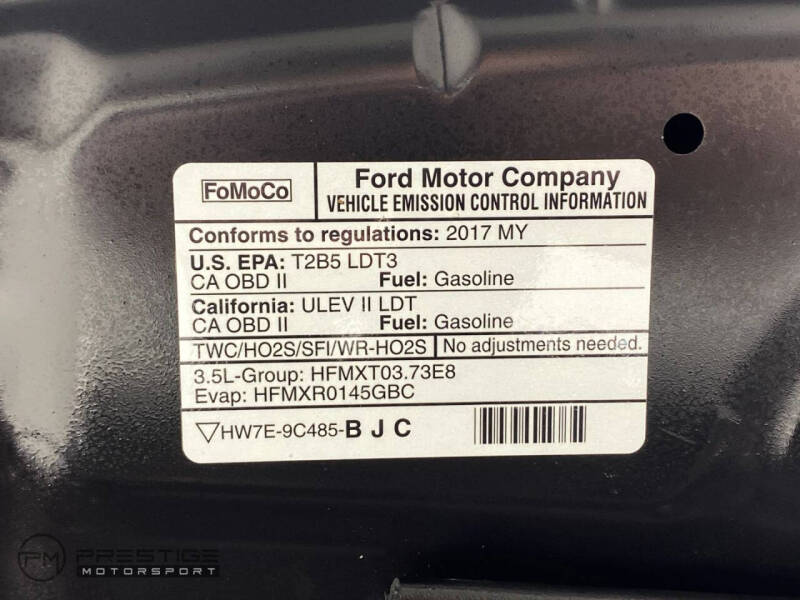 FoMoCo
Ford Motor Company
VEHICLE EMISSION CONTROL INFORMATION
Conforms to regulations: 2017 MY
U.S. EPA: T2B5 LDT3
CA OBD II Fuel: Gasoline
California: ULEV II LDT
CA OBD II Fuel: Gasoline
TWC/HO2S/SFI/WR-HO2S No adjustments needed.
3.5L-Group: HFMXT03.73E8
Evap: HFMXR0145GBC
HW7E-9C485-B J C
PM PRESTIGE
MOTORSPORT